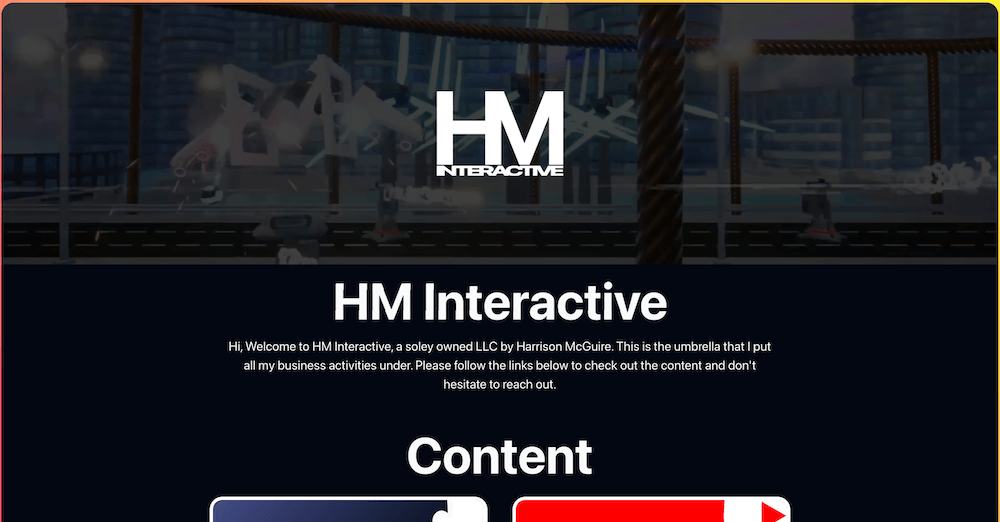 HM
INTERACTIVE
HM Interactive
Hi, Welcome to HM Interactive, a soley owned LLC by Harrison McGuire. This is the umbrella that I put
all my business activities under. Please follow the links below to check out the content and don't
hesitate to reach out.
Content